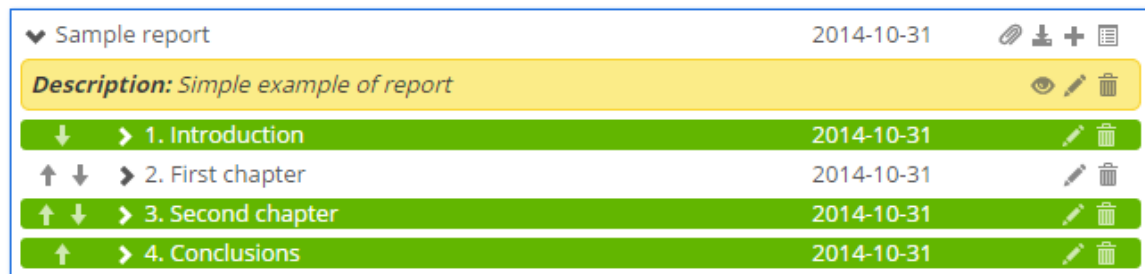 Sample report 2014-10-31
Description: Simple example of report
1. Introduction 2014-10-31
2. First chapter 2014-10-31
3. Second chapter 2014-10-31
4. Conclusions 2014-10-31